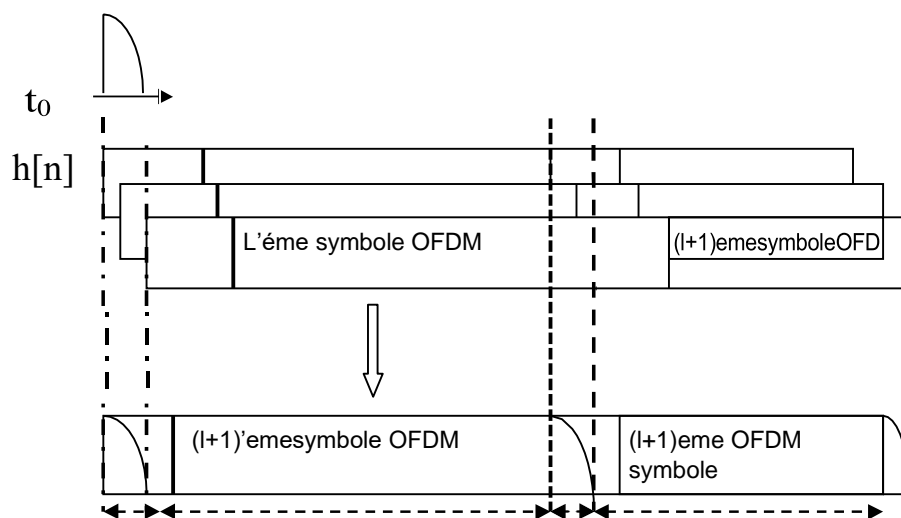 t0
h[n]
L'éme symbole OFDM
(l+1)emesymboleOFD
(l+1)'emesymbole OFDM
(l+1)eme OFDM
symbole